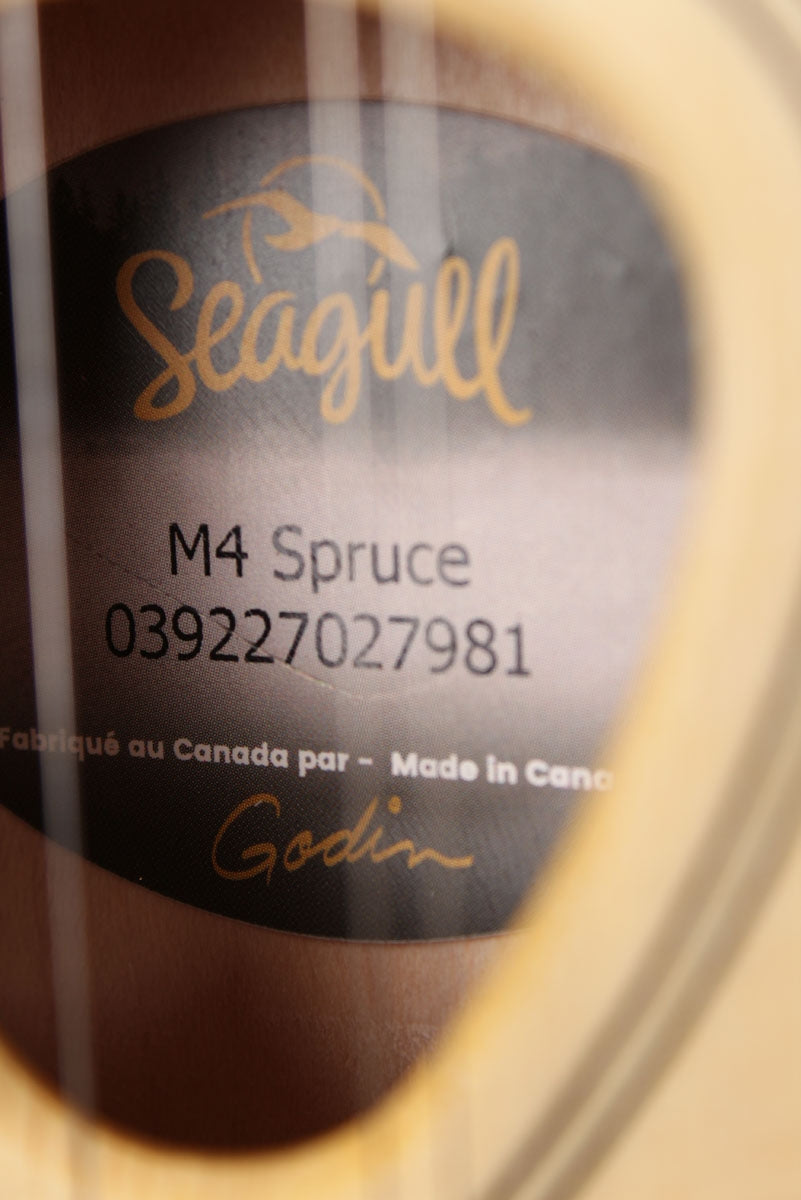 Seagull
M4 Spruce
039227027981
Fabriqué au Canada par - Made in Cana
Godin